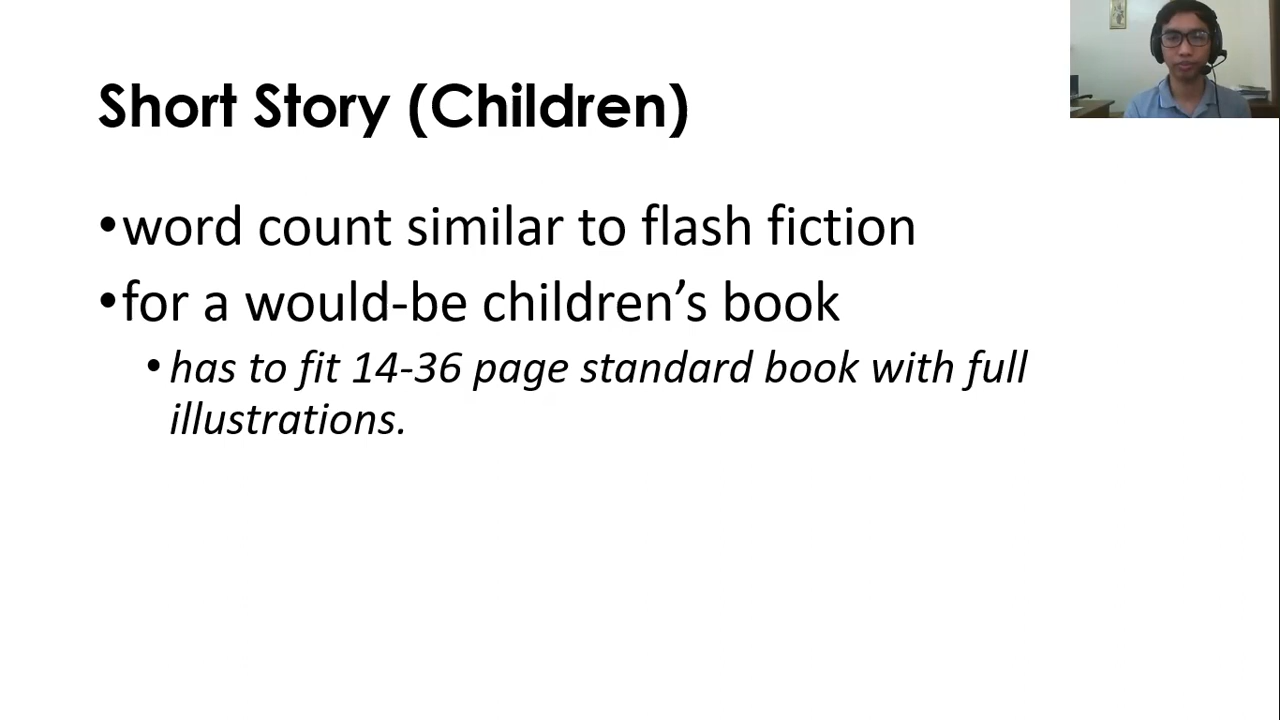 Short Story (Children)
•word count similar to flash fiction
•for a would-be children’s book
•has to fit 14-36 page standard book with full
illustrations.